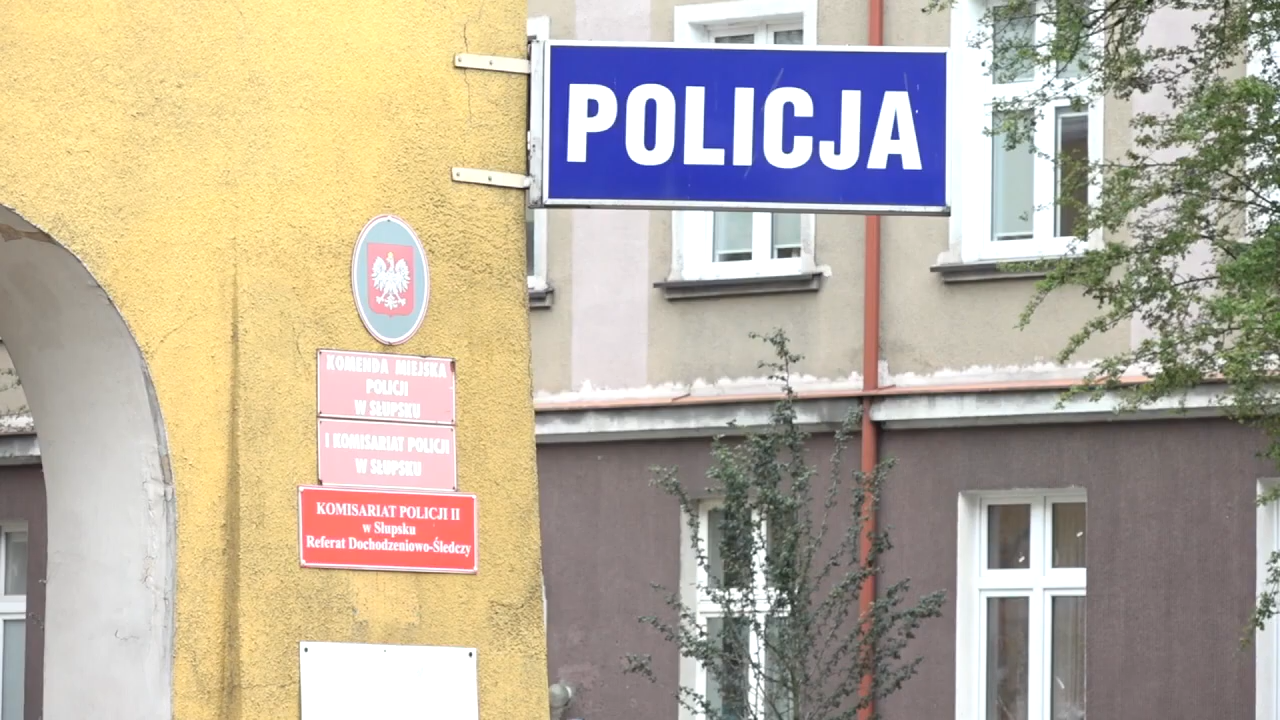 POLICJA
KOMENDA MIEJSKA
POLICJI
W SŁUPSKU
I KOMISARIAT POLICJI
W SŁUPSKU
KOMISARIAT POLICJI II
w Słupsku
Referat Dochodzeniowo-Śledczy